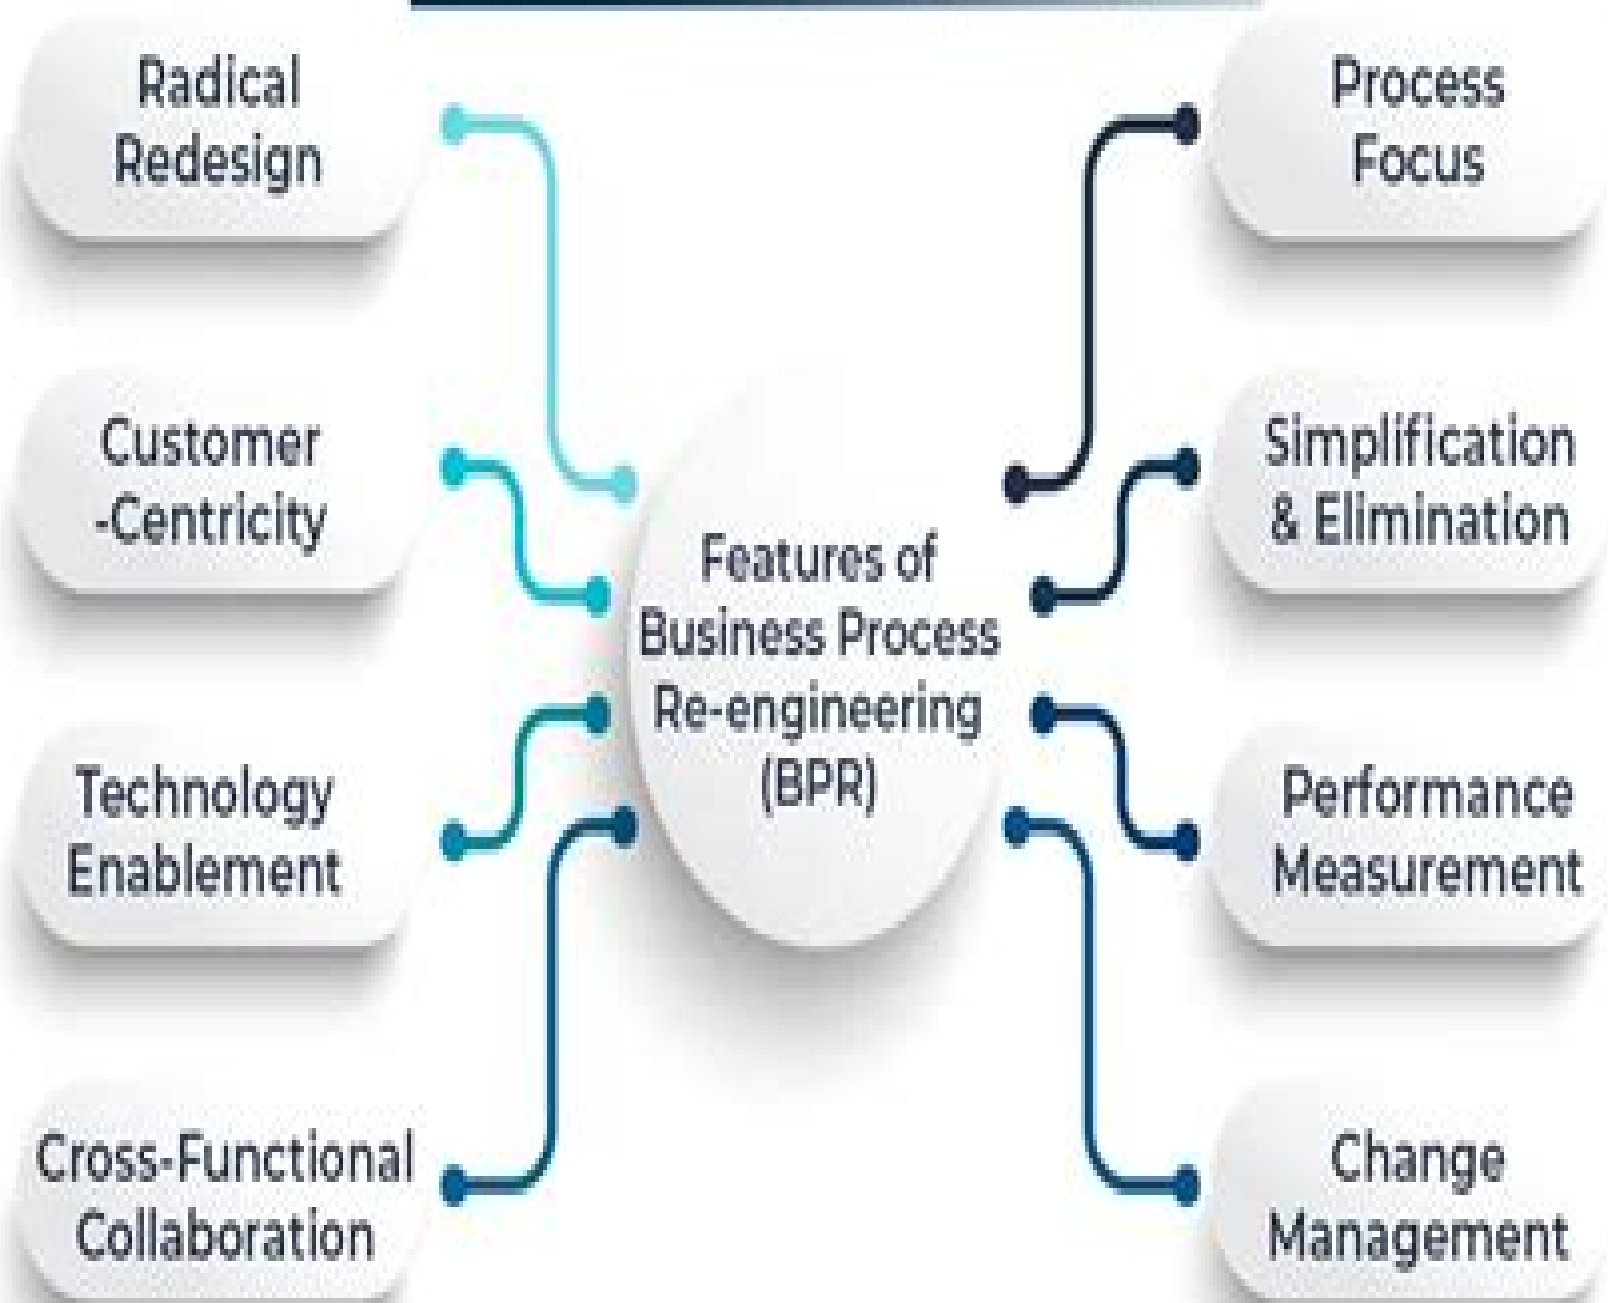 Radical
Redesign
Customer
-Centricity
Technology
Enablement
Cross-Functional
Collaboration
Features of
Business Process
Re-engineering
(BPR)
Process
Focus
Simplification
& Elimination
Performance
Measurement
Change
Management